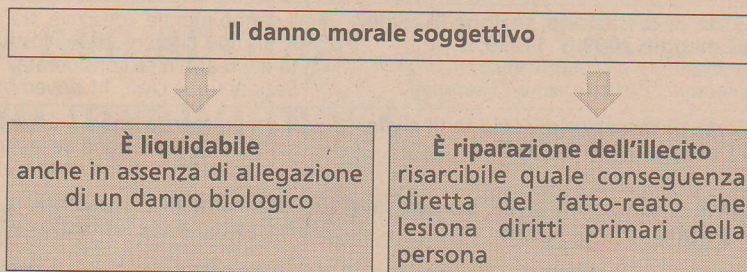 Il danno morale soggettivo
È liquidabile
anche in assenza di allegazione
di un danno biologico
È riparazione dell'illecito
risarcibile quale conseguenza
diretta del fatto-reato che
lesiona diritti primari della
persona